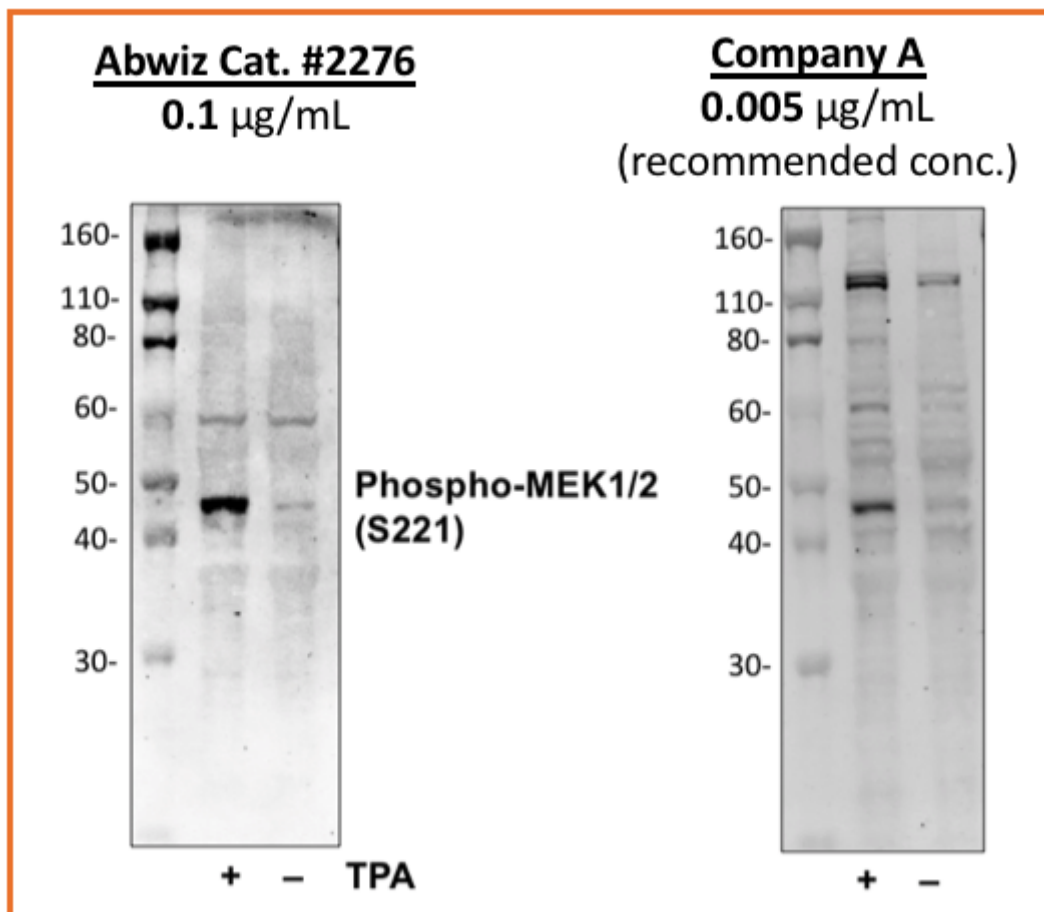 Abwiz Cat. #2276
0.1 µg/mL
160-
110-
80-
60-
50-
40-
30-
Phospho-MEK1/2
(S221)
+ – TPA
Company A
0.005 µg/mL
(recommended conc.)
160-
110-
80-
60-
50-
40-
30-
+ –